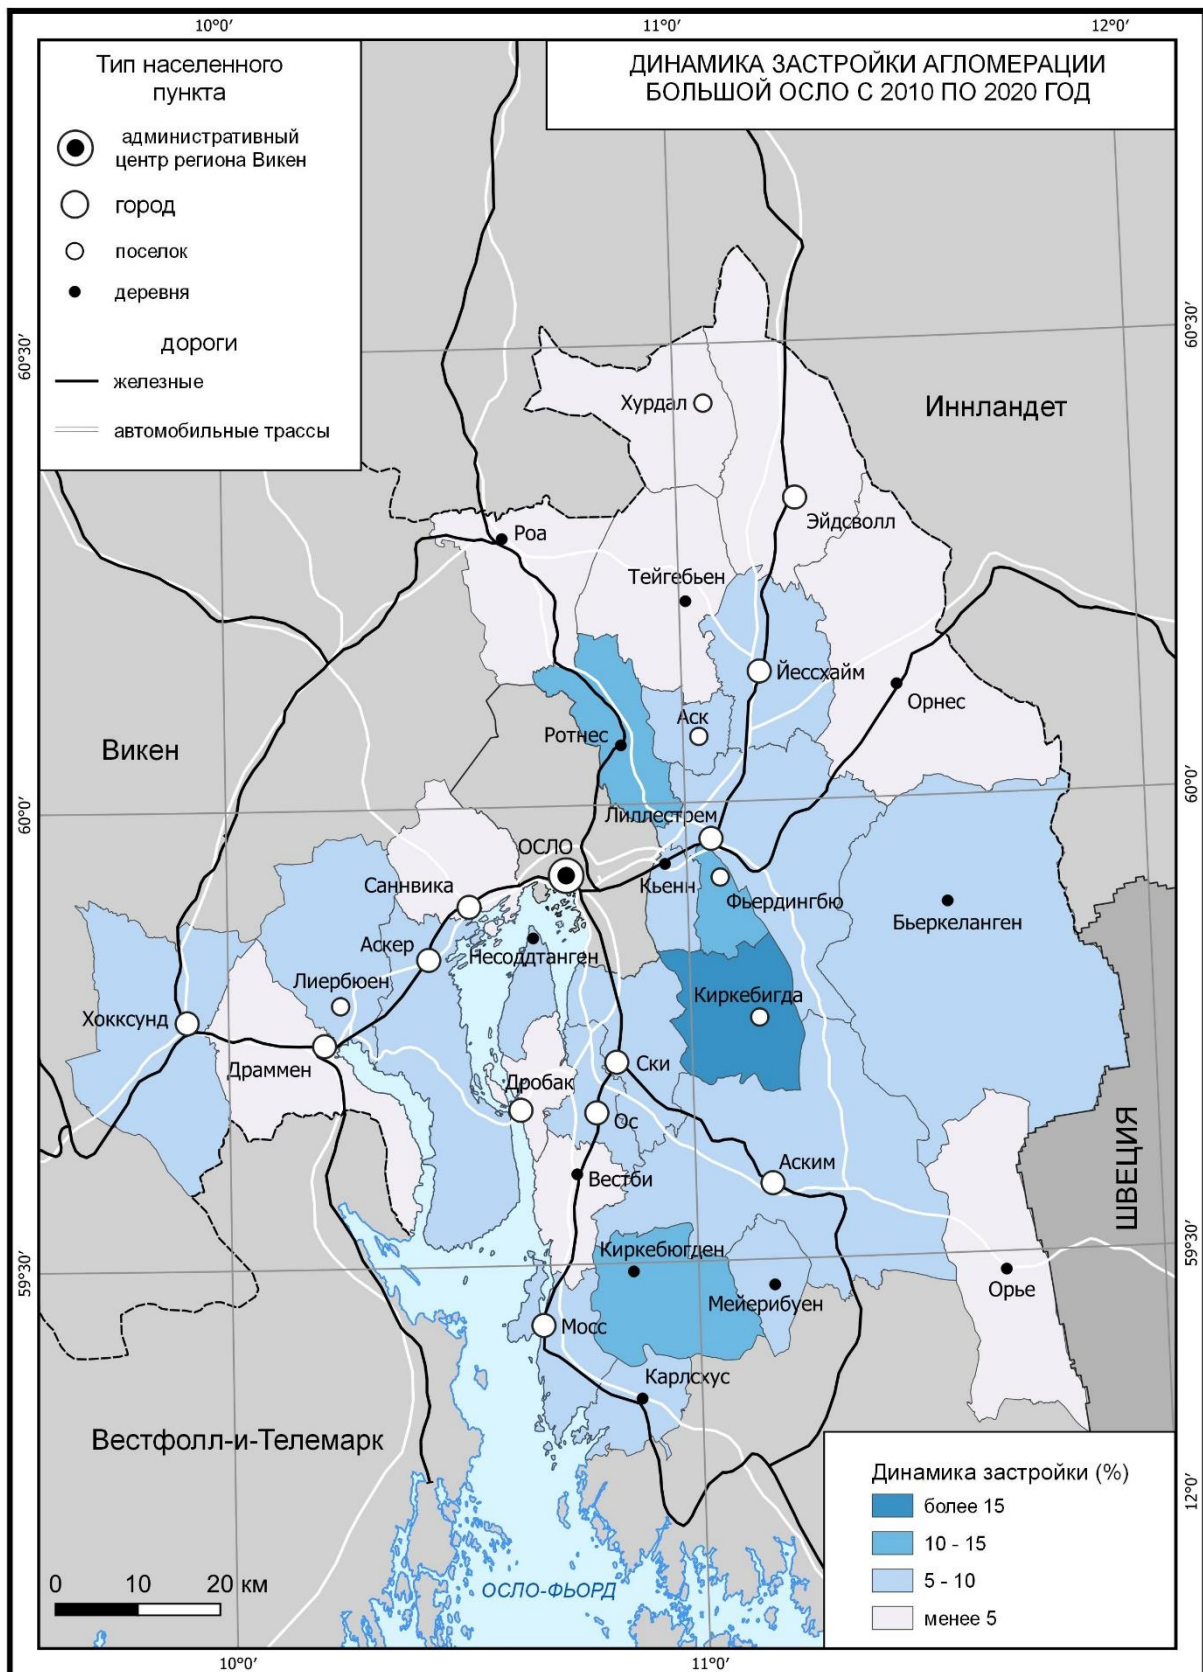 10°0'
11°0'
12°0'
Тип населенного
пункта
административный
центр региона Викен
город
поселок
деревня
дороги
железные
автомобильные трассы
ДИНАМИКА ЗАСТРОЙКИ АГЛОМЕРАЦИИ
БОЛЬШОЙ ОСЛО С 2010 ПО 2020 ГОД
60°30'
60°30'
Хурдал
Иннландет
Эйдсволл
Роа
Тейгебьен
Йессхайм
Орнес
Аск
Ротнес
Викен
60°0'
60°0'
Лиллестрем
ОСЛО
Кьенн
Фьердингбю
Саннвика
Бьеркеланген
Аскер
Несоддтанген
Лиербюен
Киркебигда
Хокксунд
Драммен
Ски
Дробак
Ос
ШВЕЦИЯ
Аским
Вестби
59°30'
59°30'
Киркебюгден
Мейерибуен
Орье
Мосс
Карлсхус
Вестфолл-и-Телемарк
Динамика застройки (%)
более 15
10 - 15
5 - 10
менее 5
12°0'
0 10 20 км
ОСЛО-ФЬОРД
10°0'
11°0'